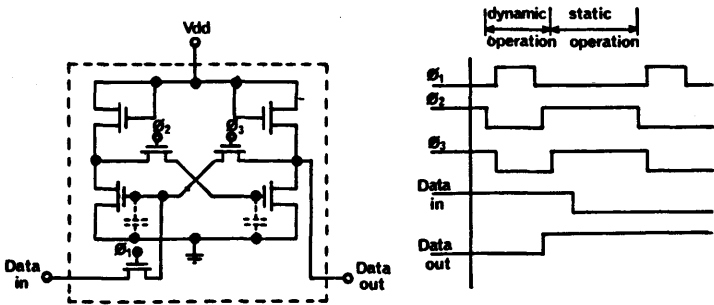 Vdd
Ø2
Ø3
Ø1
Data
in
Data
out
dynamic
operation
static
operation
Ø1
Ø2
Ø3
Data
in
Data
out